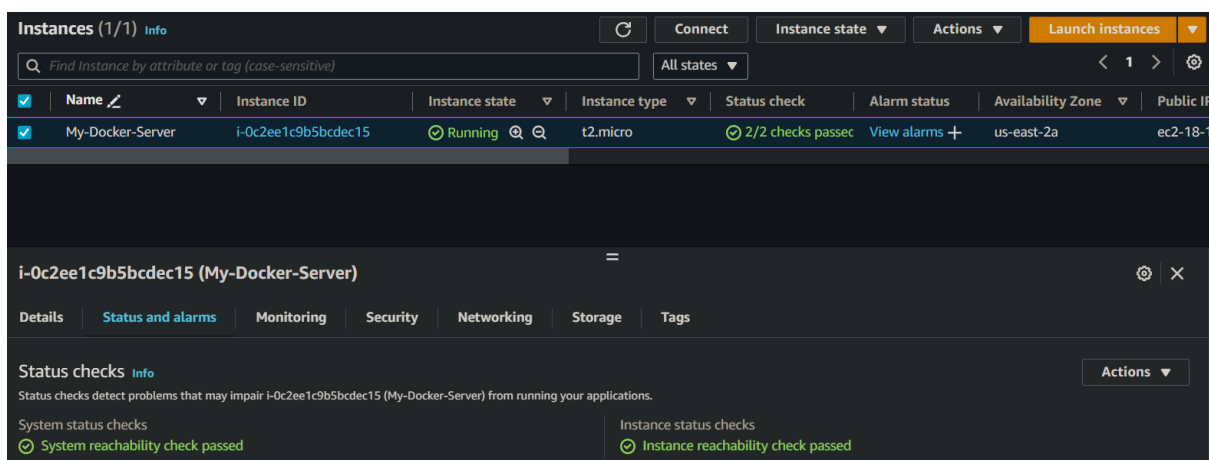 Instances (1/1) Info Connect Instance state Actions Launch instances
Find Instance by attribute or tag (case-sensitive) All states 1
Name Instance ID Instance state Instance type Status check Alarm status Availability Zone Public IP
My-Docker-Server i-0c2ee1c9b5bcdec15 Running t2.micro 2/2 checks passec View alarms + us-east-2a ec2-18-1
i-0c2ee1c9b5bcdec15 (My-Docker-Server)
Details Status and alarms Monitoring Security Networking Storage Tags
Status checks Info Actions
Status checks detect problems that may impair i-0c2ee1c9b5bcdec15 (My-Docker-Server) from running your applications.
System status checks Instance status checks
System reachability check passed Instance reachability check passed